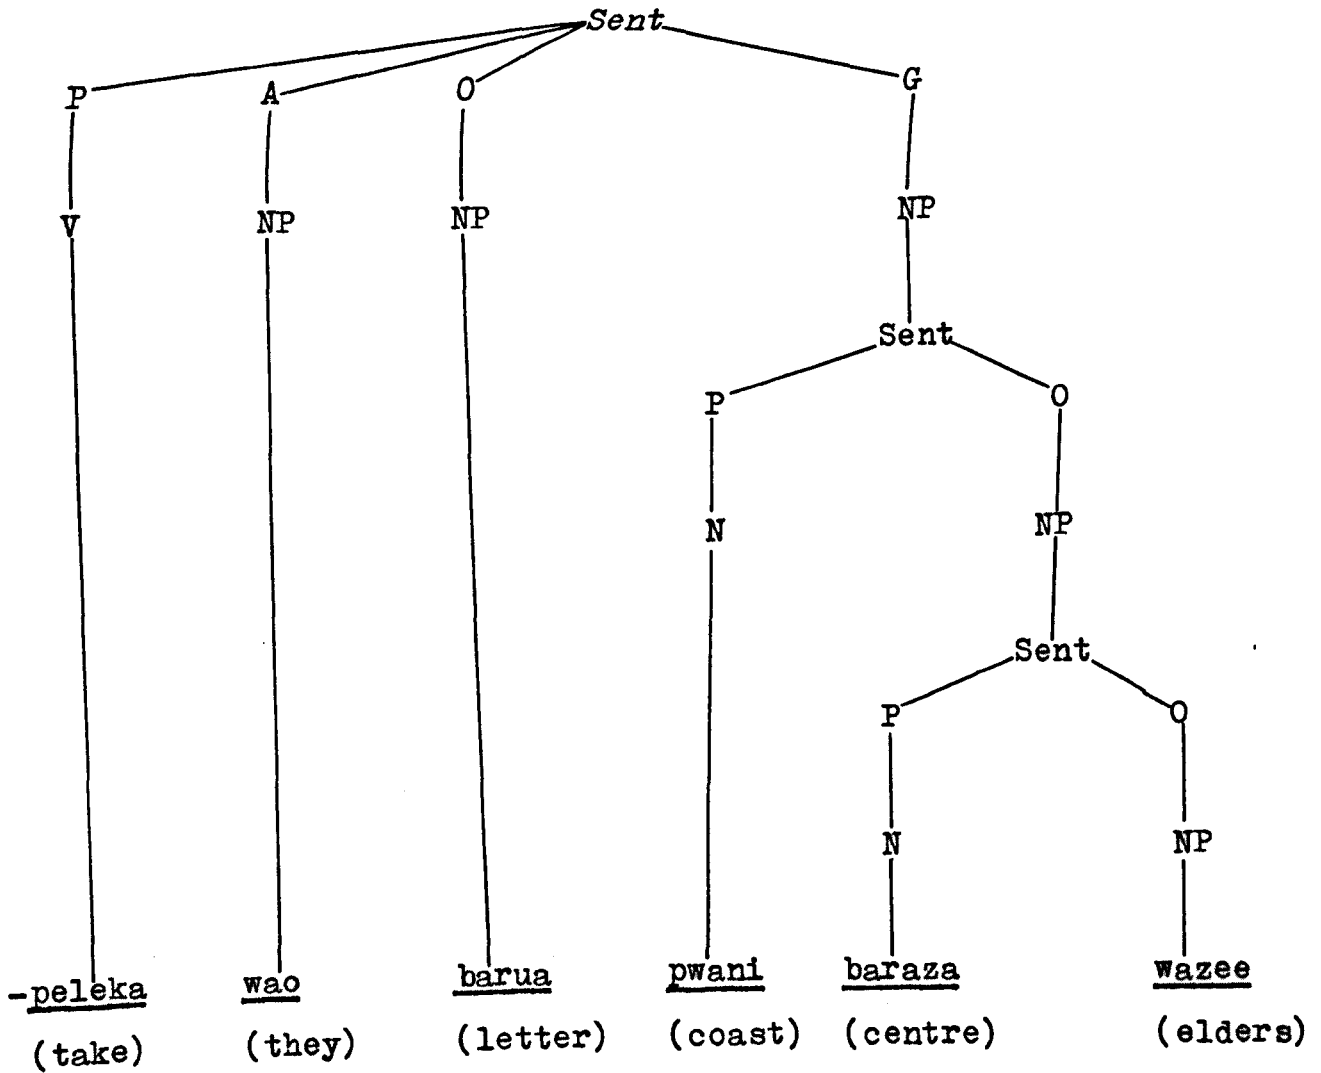 Sent
P A O G
V NP NP NP
Sent
P O
N NP
Sent
P O
N NP
-peleka wao barua pwani baraza wazee
(take) (they) (letter) (coast) (centre) (elders)